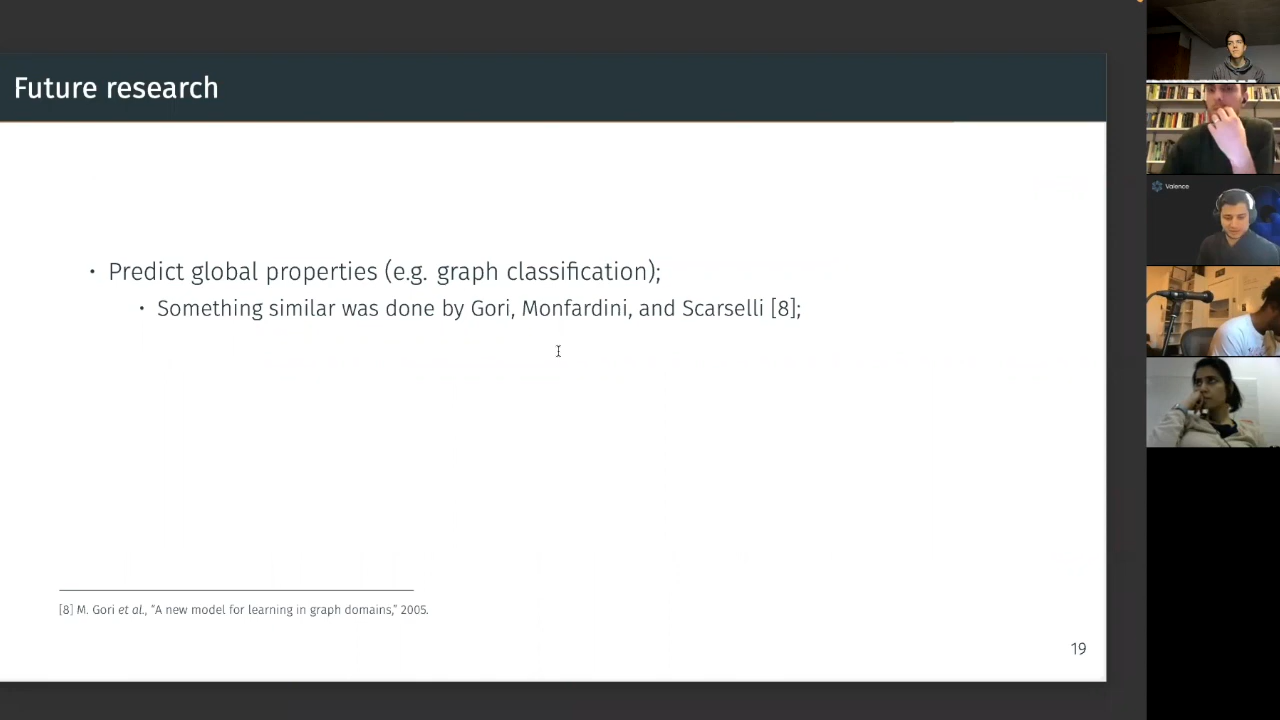 Future research
• Predict global properties (e.g. graph classification);
• Something similar was done by Gori, Monfardini, and Scarselli [8];
[8] M. Gori et al., “A new model for learning in graph domains,” 2005.
19
Valence